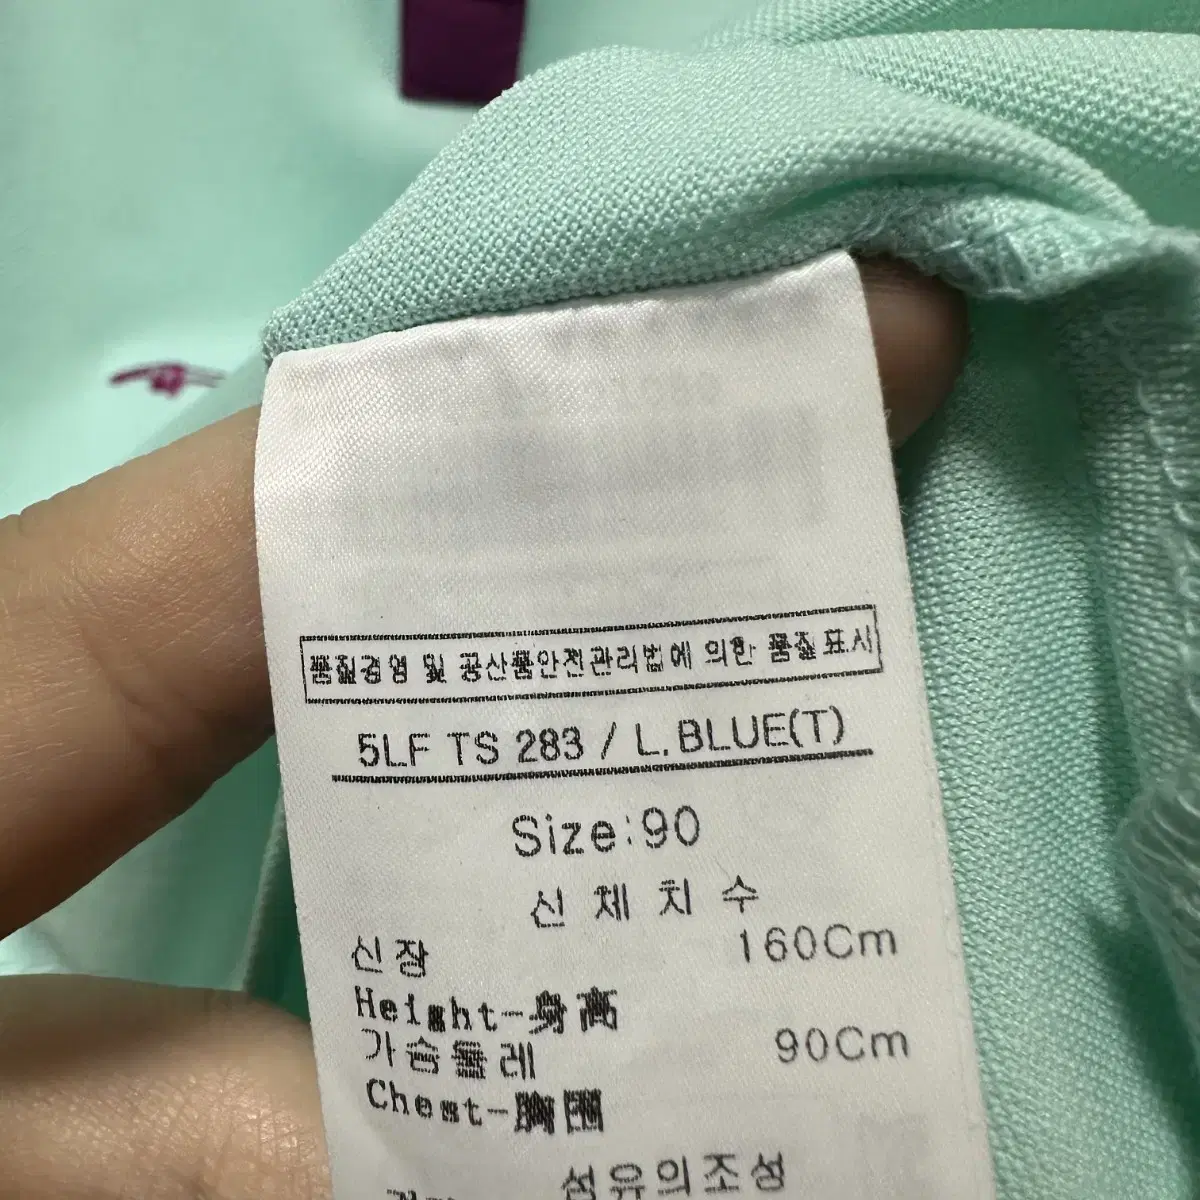 품질경영 및 공산품안전관리법에 의한 품질표시
5LF TS 283 / L.BLUE(T)
Size:90
신체치수
신장 160Cm
Height-身高
가슴둘레 90Cm
Chest-胸围
섬유의조성